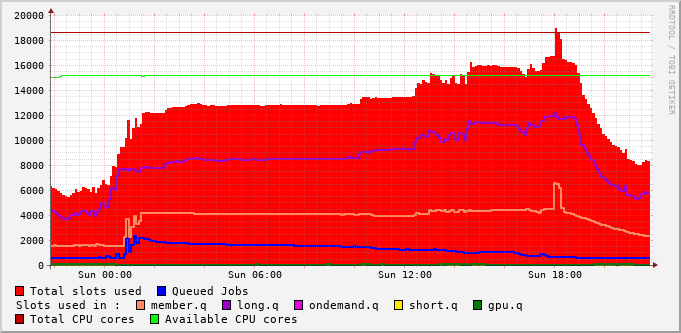 20000
18000
16000
14000
12000
10000
8000
6000
4000
2000
0
Sun 00:00 Sun 06:00 Sun 12:00 Sun 18:00
RRDTOOL / TOBI OETIKER
Total slots used Queued Jobs
Slots used in : member.q long.q ondemand.q short.q gpu.q
Total CPU cores Available CPU cores